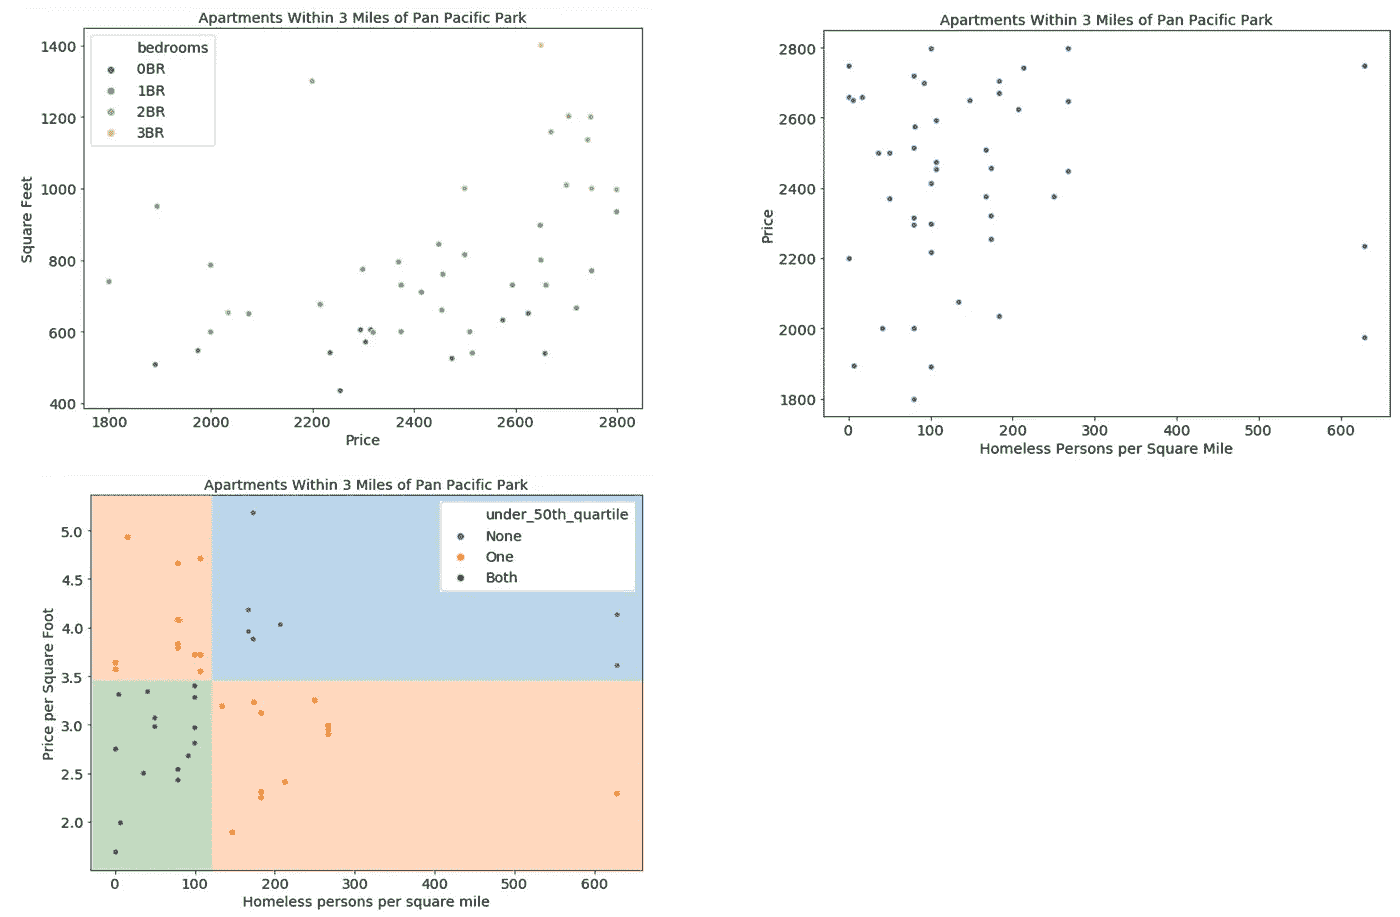 Apartments Within 3 Miles of Pan Pacific Park
1400
1200
1000
800
600
400
Square Feet
bedrooms
0BR
1BR
2BR
3BR
1800 2000 2200 2400 2600 2800
Price
Apartments Within 3 Miles of Pan Pacific Park
2800
2600
2400
2200
2000
1800
Price
0 100 200 300 400 500 600
Homeless Persons per Square Mile
Apartments Within 3 Miles of Pan Pacific Park
5.0
4.5
4.0
3.5
3.0
2.5
2.0
Price per Square Foot
under_50th_quartile
None
One
Both
0 100 200 300 400 500 600
Homeless persons per square mile